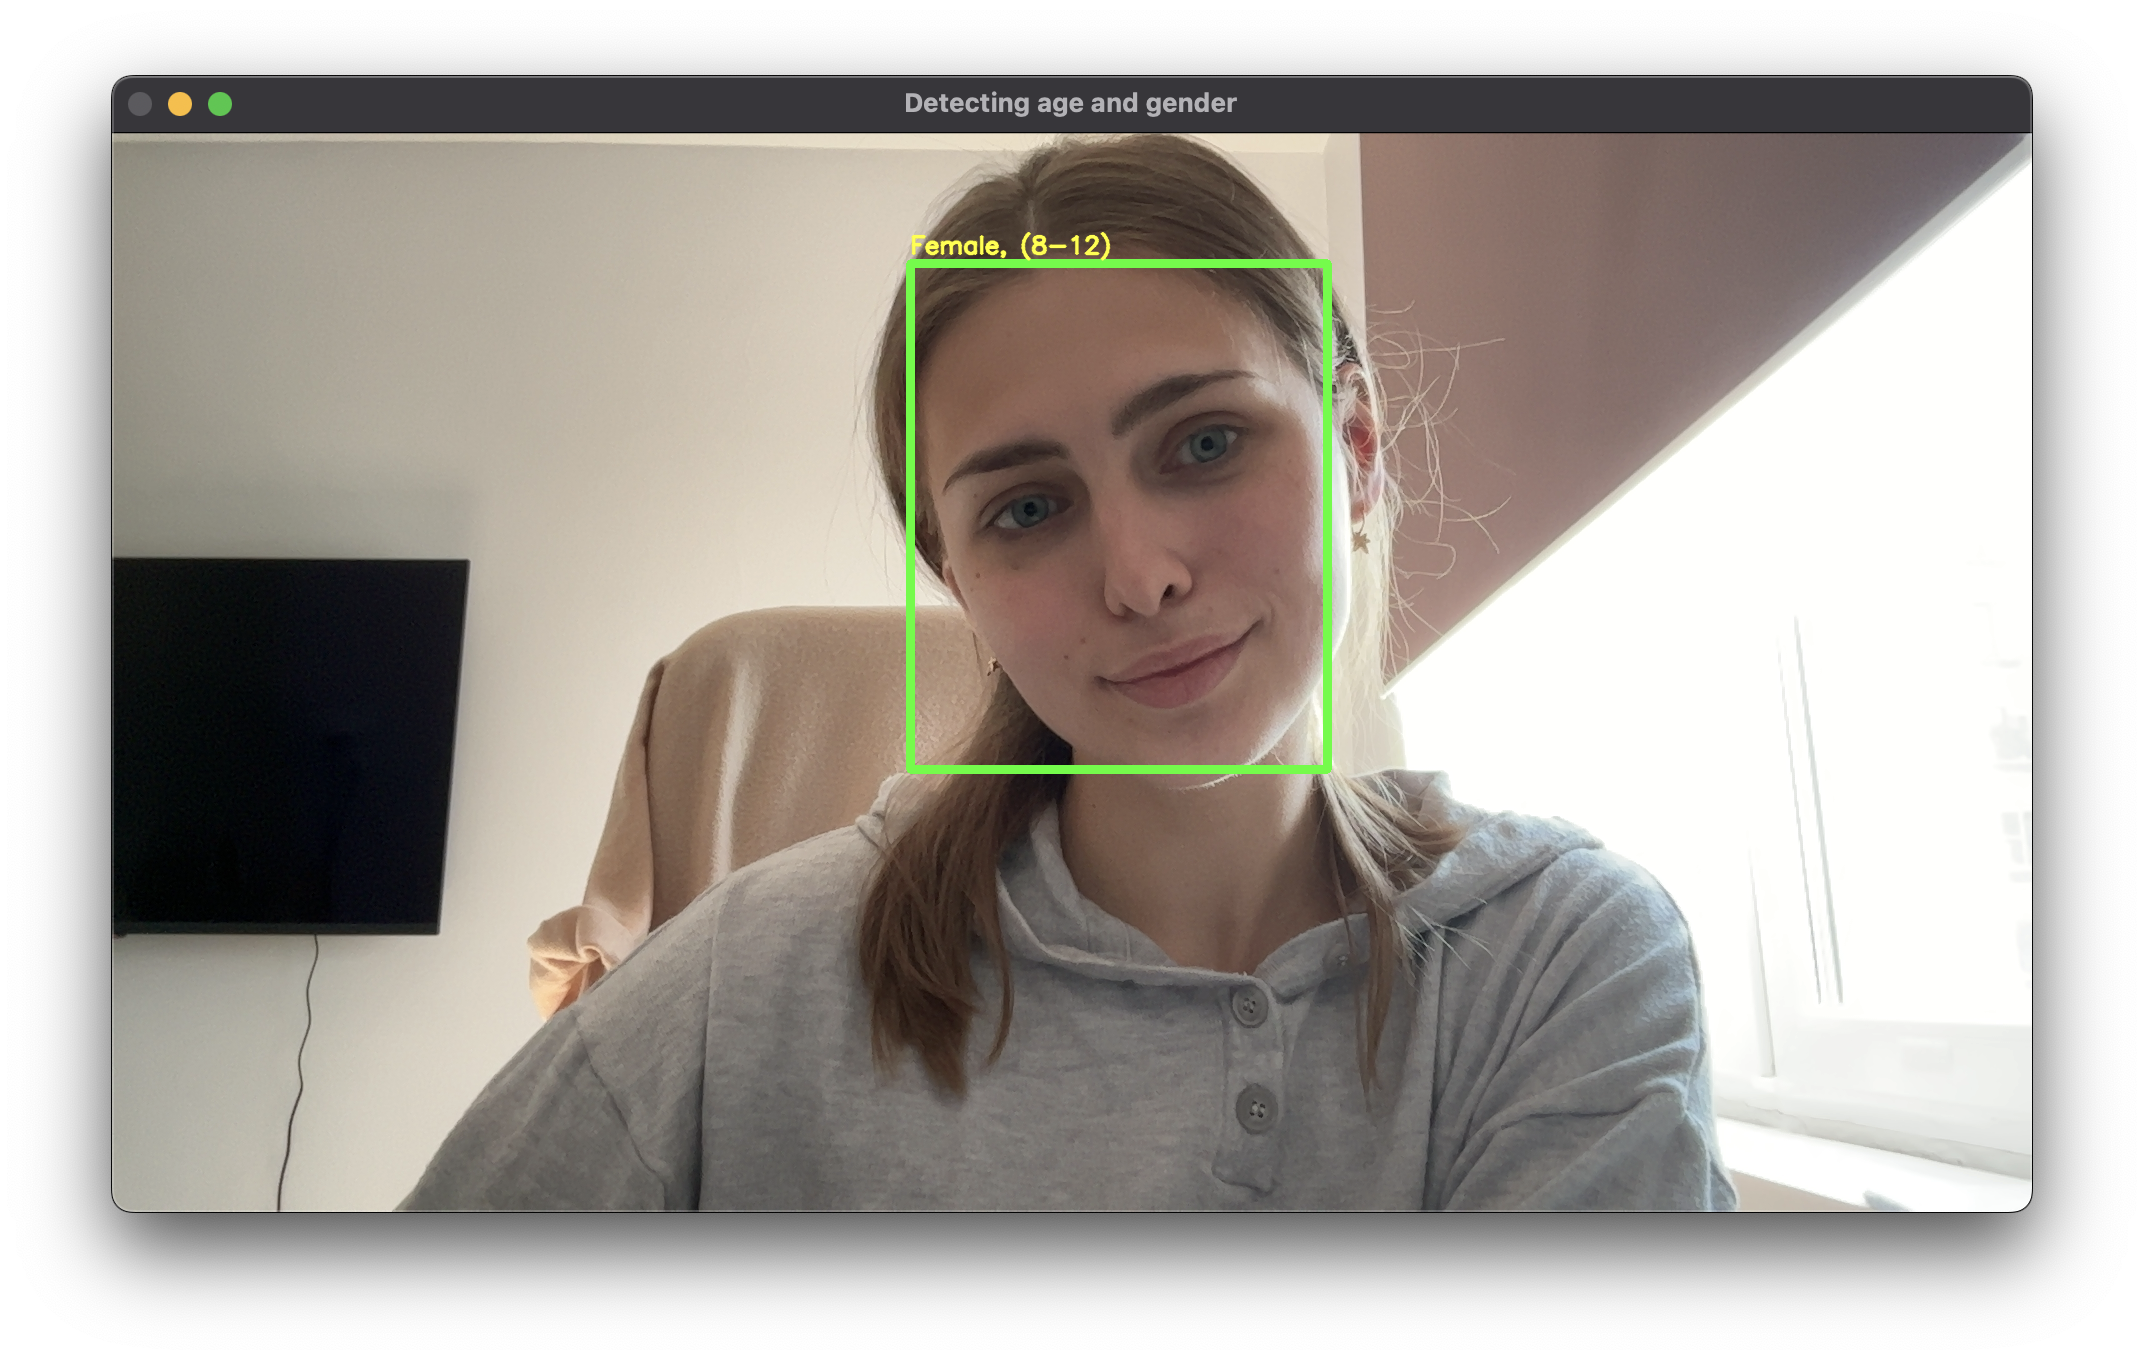 Detecting age and gender
Female, (8-12)